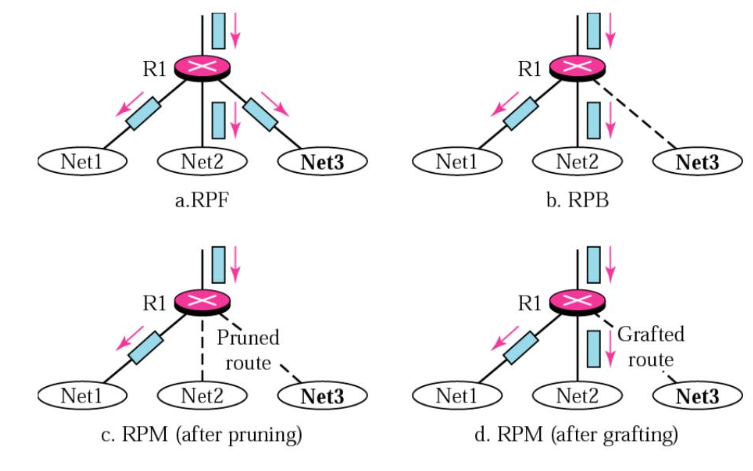 R1
Net1
Net2
Net3
a.RPF
R1
Net1
Net2
Net3
b. RPB
R1
Pruned
route
Net1
Net2
Net3
c. RPM (after pruning)
R1
Grafted
route
Net1
Net2
Net3
d. RPM (after grafting)